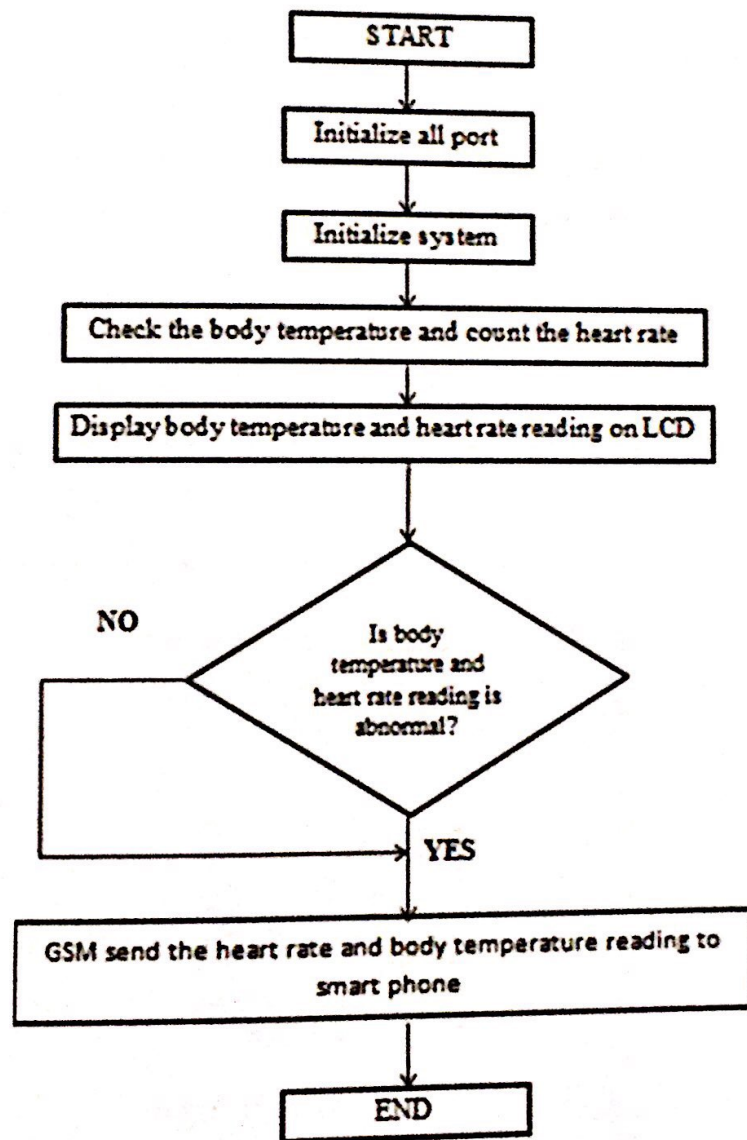 START
Initialize all port
Initialize system
Check the body temperature and count the heart rate
Display body temperature and heart rate reading on LCD
NO
Is body
temperature and
heart rate reading is
abnormal?
YES
GSM send the heart rate and body temperature reading to
smart phone
END